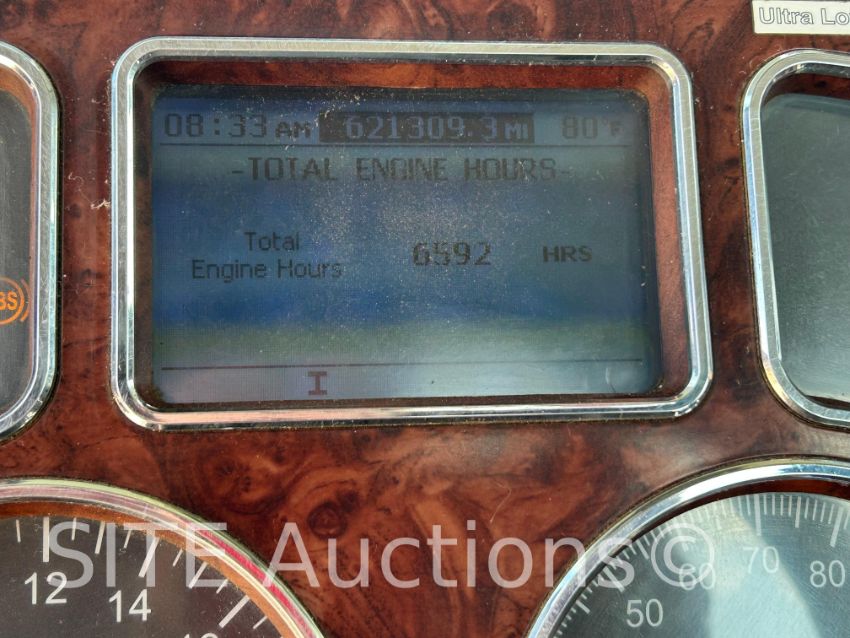 Ultra Lo
08:33 AM 621309.3 MI 80°F
-TOTAL ENGINE HOURS-
Total
Engine Hours
6592 HRS
BS
I
12 14
50 60 70 80
SITE Auctions©